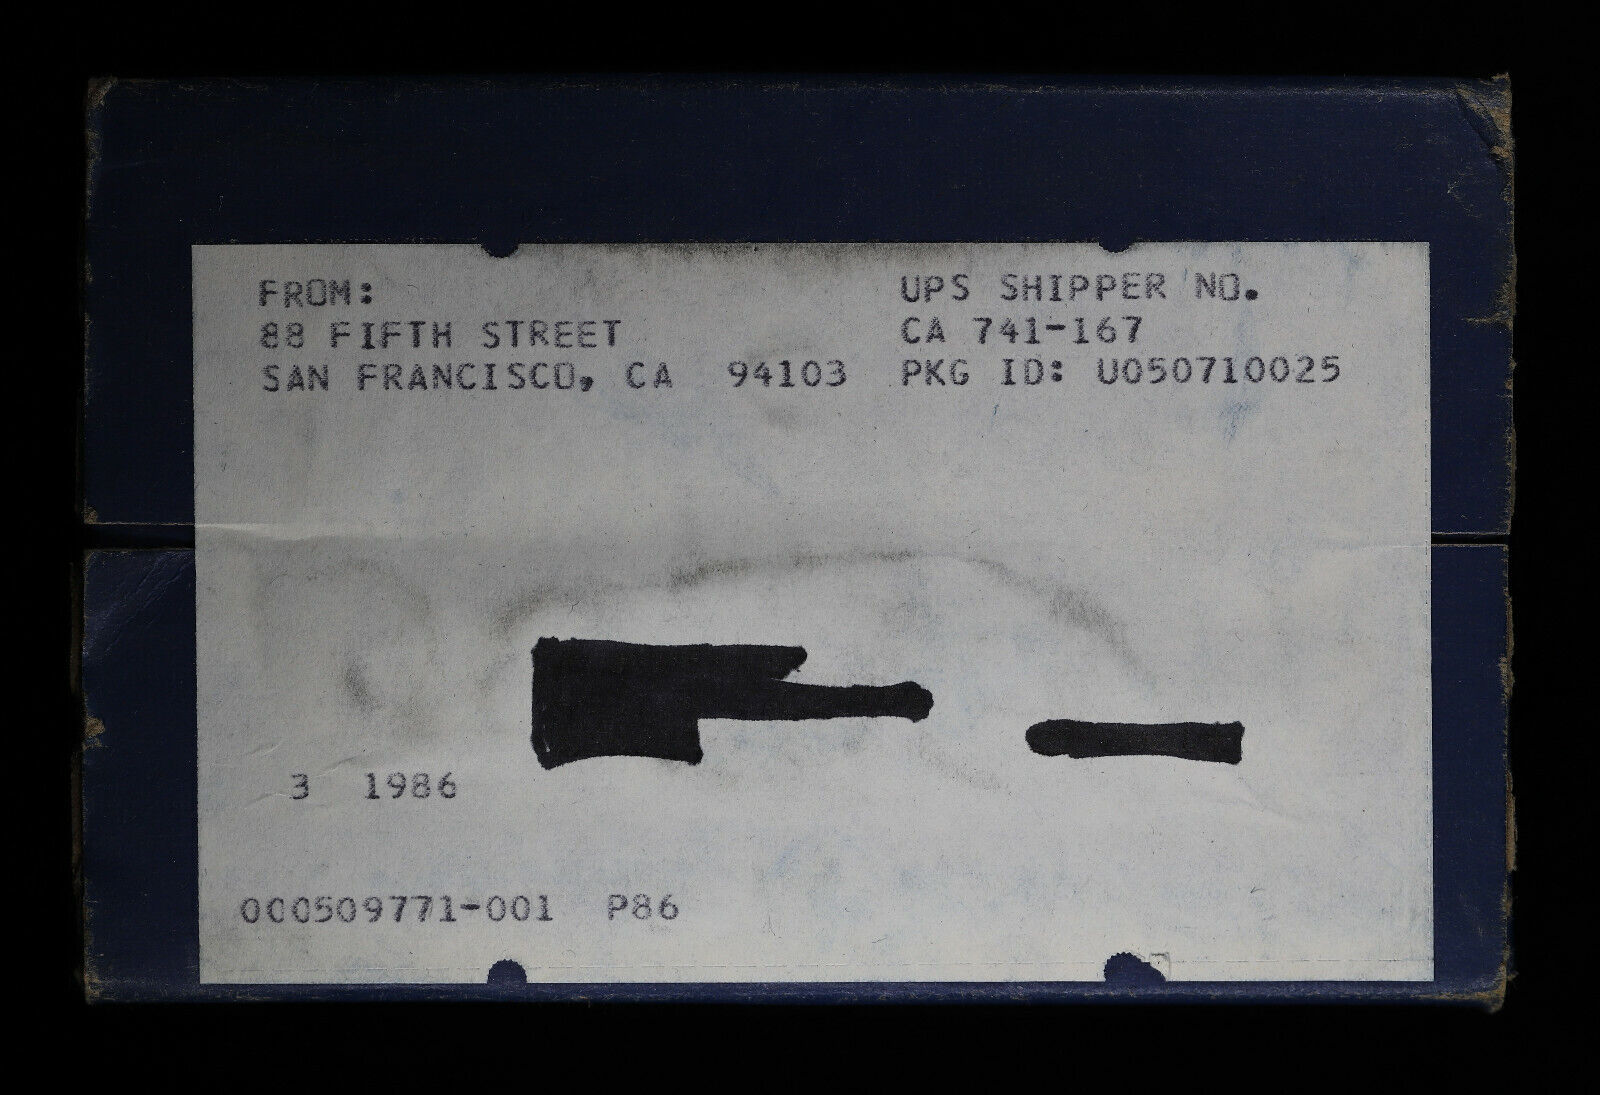 FROM:
88 FIFTH STREET
SAN FRANCISCO, CA 94103
UPS SHIPPER NO.
CA 741-167
PKG ID: U050710025
3 1986
000509771-001 P86